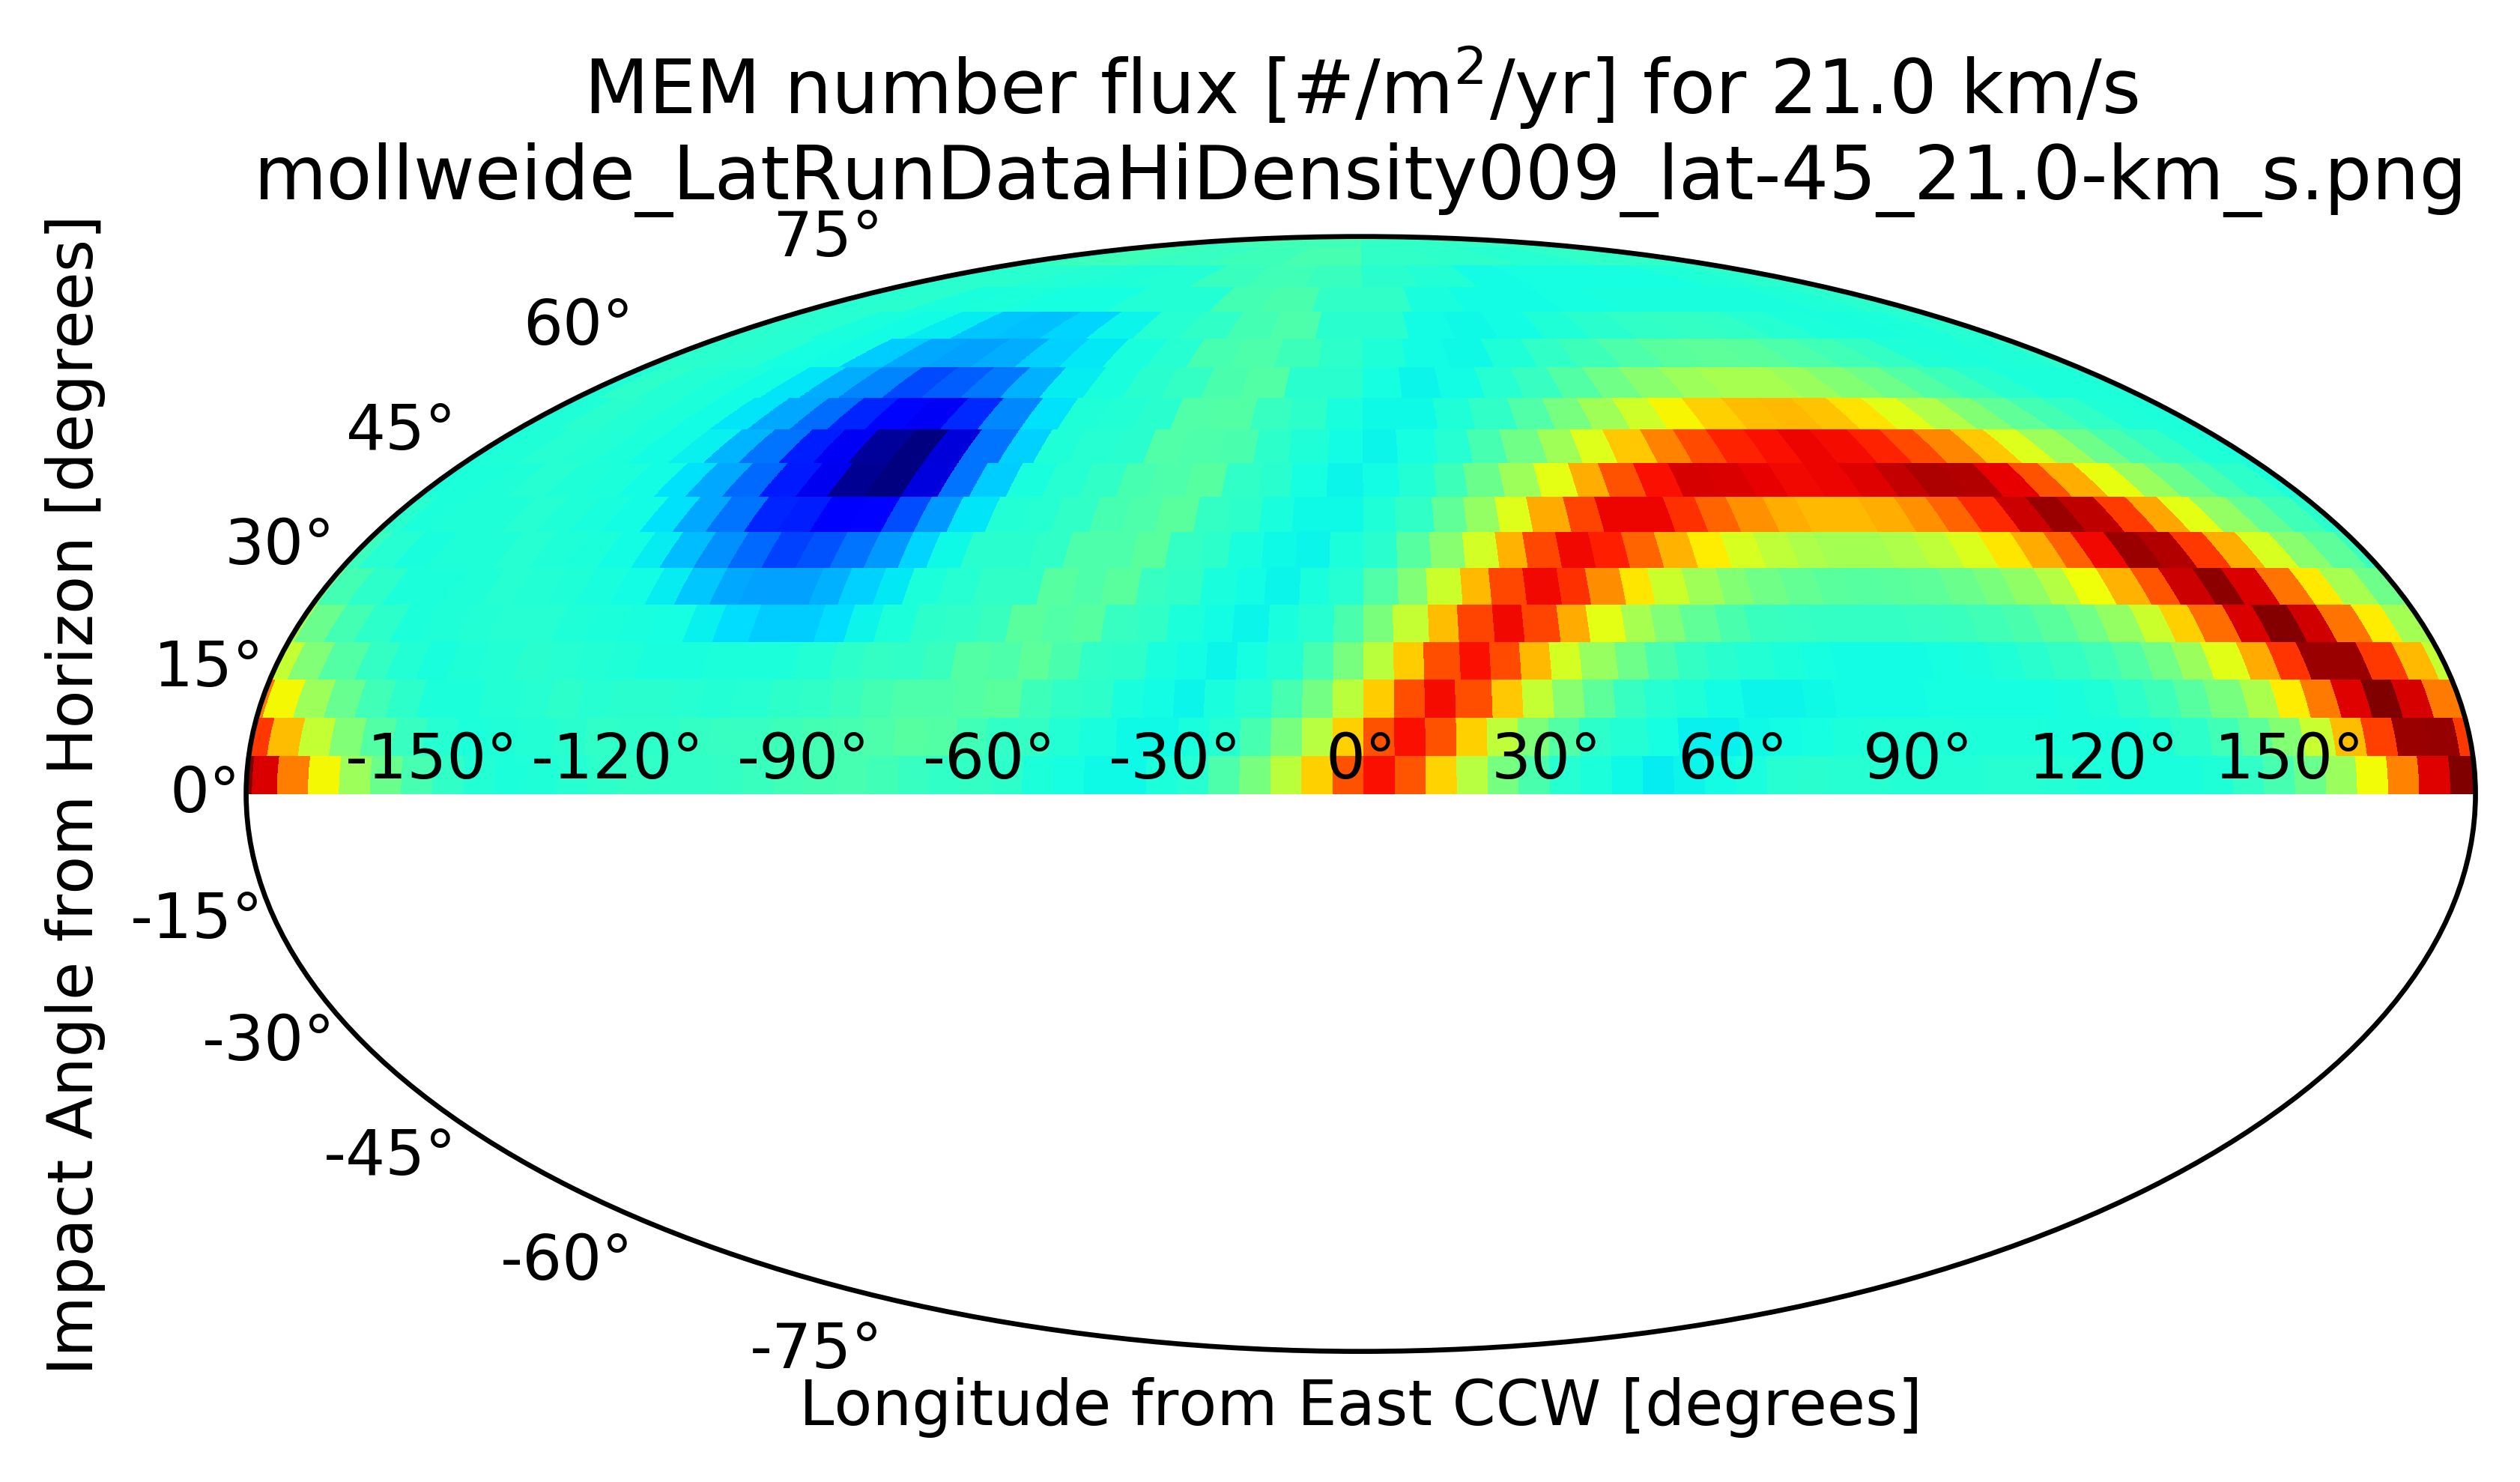 MEM number flux [#/m²/yr] for 21.0 km/s
mollweide_LatRunDataHiDensity009_lat-45_21.0-km_s.png
75°
60°
45°
30°
15°
0°
-15°
-30°
-45°
-60°
-75°
-150° -120° -90° -60° -30° 0° 30° 60° 90° 120° 150°
Impact Angle from Horizon [degrees]
Longitude from East CCW [degrees]